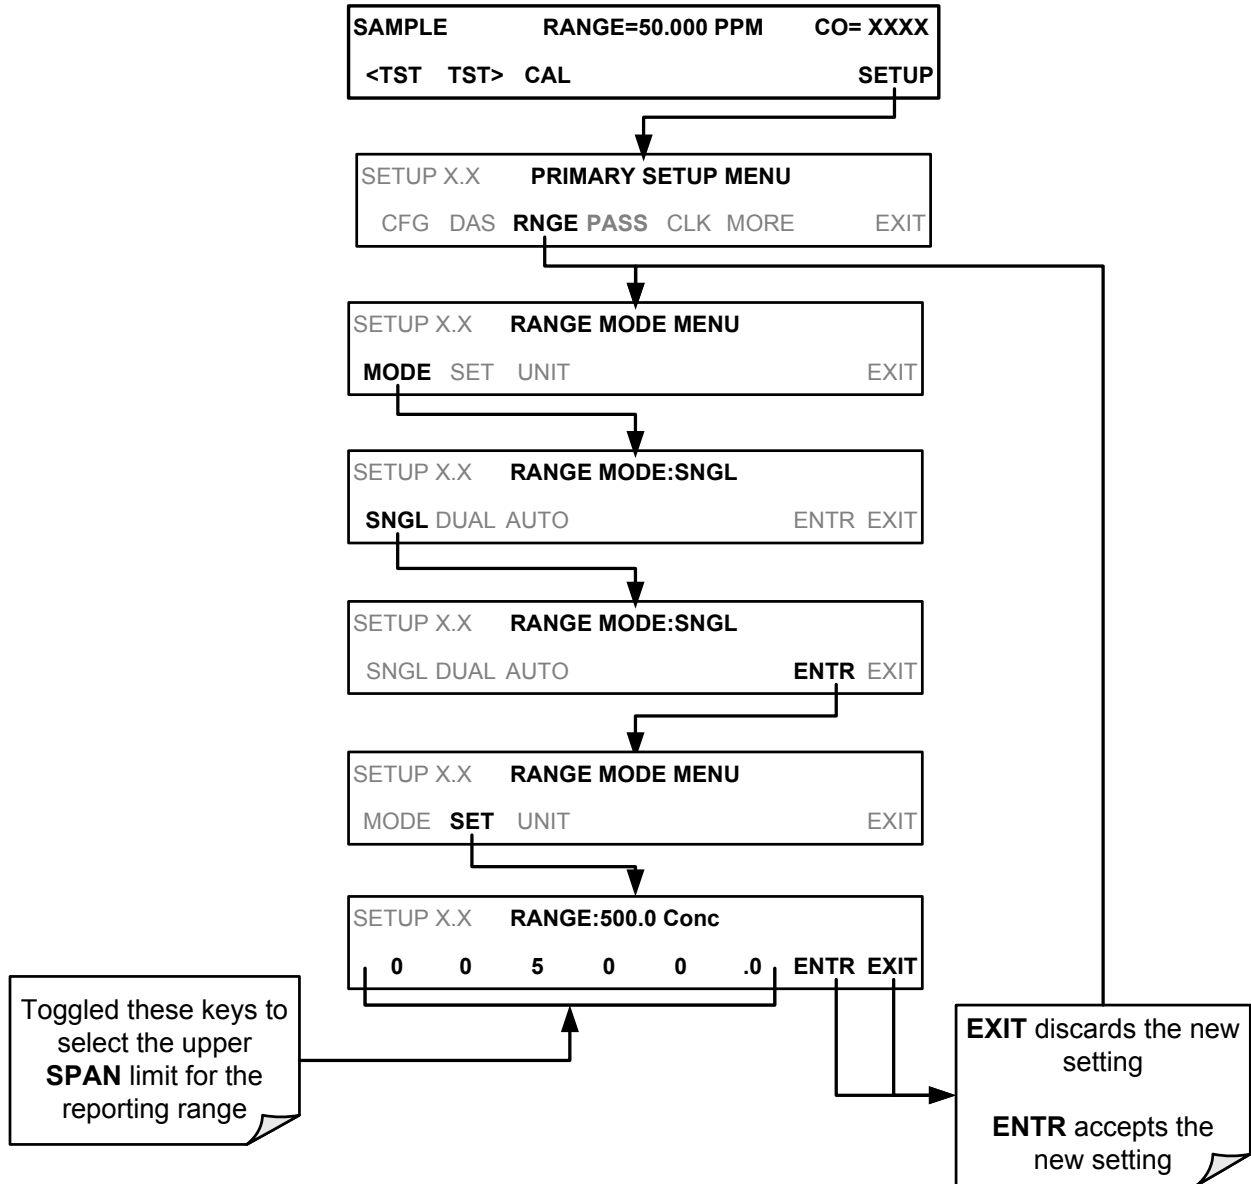 SAMPLE RANGE=50.000 PPM CO= XXXX
<TST TST> CAL SETUP
SETUP X.X PRIMARY SETUP MENU
CFG DAS RNGE PASS CLK MORE EXIT
SETUP X.X RANGE MODE MENU
MODE SET UNIT EXIT
SETUP X.X RANGE MODE:SNGL
SNGL DUAL AUTO ENTR EXIT
SETUP X.X RANGE MODE:SNGL
SNGL DUAL AUTO ENTR EXIT
SETUP X.X RANGE MODE MENU
MODE SET UNIT EXIT
SETUP X.X RANGE:500.0 Conc
0 0 5 0 0 .0 ENTR EXIT
Toggled these keys to
select the upper
SPAN limit for the
reporting range
EXIT discards the new
setting
ENTR accepts the
new setting